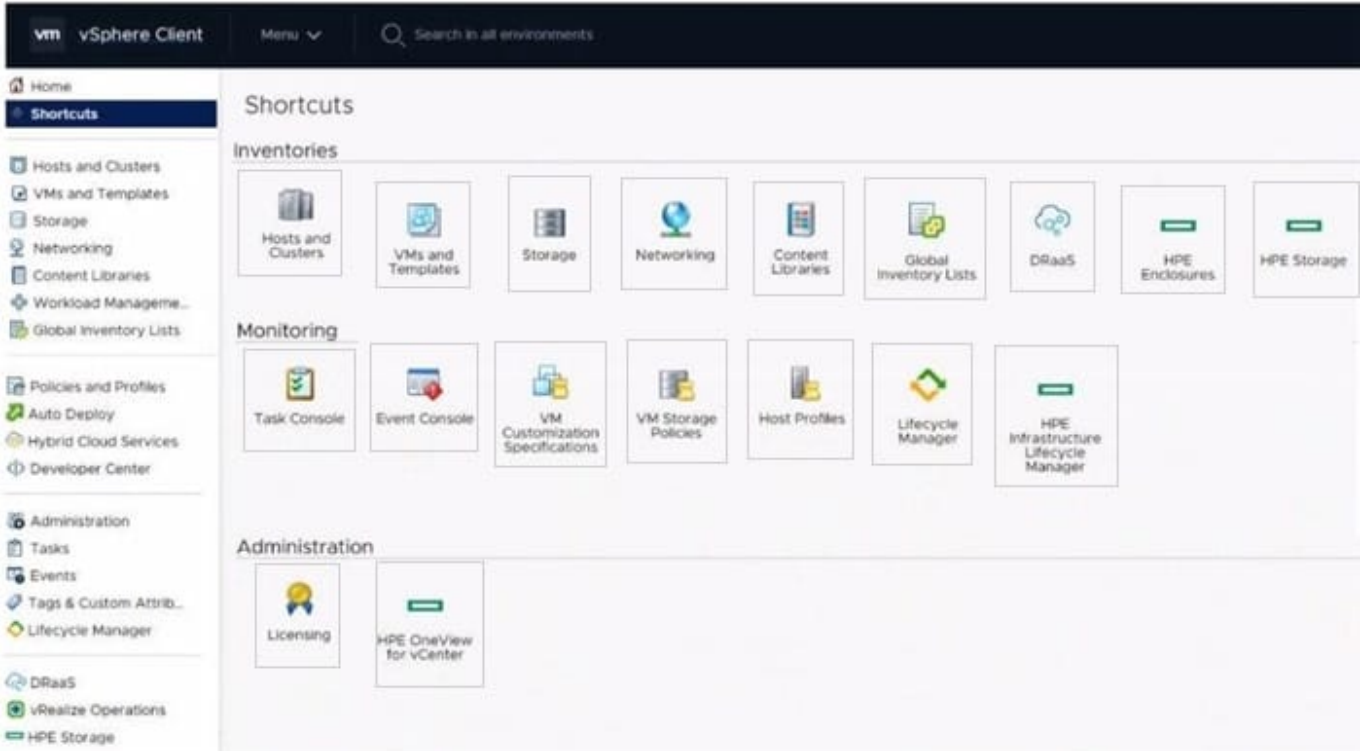 vm vSphere Client Menu Search in all environments
Home
Shortcuts
Hosts and Clusters
VMs and Templates
Storage
Networking
Content Libraries
Workload Manageme...
Global Inventory Lists
Policies and Profiles
Auto Deploy
Hybrid Cloud Services
Developer Center
Administration
Tasks
Events
Tags & Custom Attrib...
Lifecycle Manager
DRaaS
vRealize Operations
HPE Storage
Shortcuts
Inventories
Hosts and
Clusters
VMs and
Templates
Storage
Networking
Content
Libraries
Global
Inventory Lists
DRaaS
HPE
Enclosures
HPE Storage
Monitoring
Task Console
Event Console
VM
Customization
Specifications
VM Storage
Policies
Host Profiles
Lifecycle
Manager
HPE
Infrastructure
Lifecycle
Manager
Administration
Licensing
HPE OneView
for vCenter